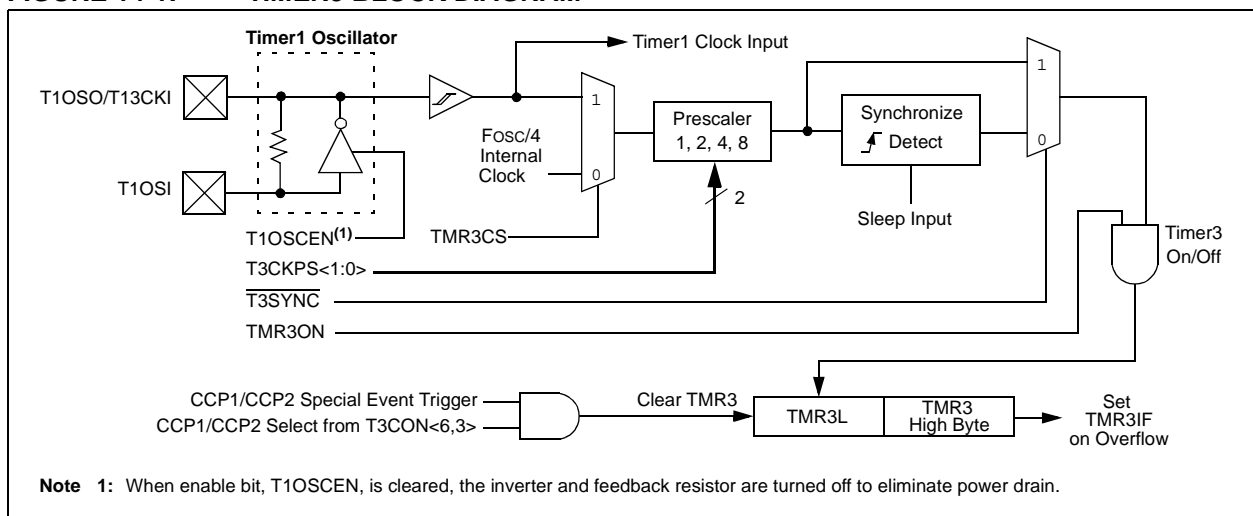 Timer1 Oscillator
Timer1 Clock Input
1
T1OSO/T13CKI
1
Prescaler
1, 2, 4, 8
Synchronize
Detect
FOSC/4
Internal
Clock
0
0
2
T1OSI
Sleep Input
T1OSCEN(1)
TMR3CS
Timer3
On/Off
T3CKPS<1:0>
T3SYNC
TMR3ON
CCP1/CCP2 Special Event Trigger
CCP1/CCP2 Select from T3CON<6,3>
Clear TMR3
TMR3L
TMR3
High Byte
Set
TMR3IF
on Overflow
Note 1: When enable bit, T1OSCEN, is cleared, the inverter and feedback resistor are turned off to eliminate power drain.